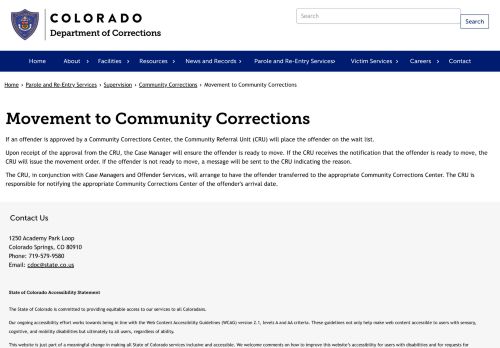 COLORADO
Department of Corrections
Search
Search
Home About › Facilities › Resources › News and Records › Parole and Re-Entry Services › Victim Services › Careers › Contact
Home › Parole and Re-Entry Services › Supervision › Community Corrections › Movement to Community Corrections
Movement to Community Corrections
If an offender is approved by a Community Corrections Center, the Community Referral Unit (CRU) will place the offender on the wait list.
Upon receipt of the approval from the CRU, the Case Manager will ensure the offender is ready to move. If the CRU receives the notification that the offender is ready to move, the
CRU will issue the movement order. If the offender is not ready to move, a message will be sent to the CRU indicating the reason.
The CRU, in conjunction with Case Managers and Offender Services, will arrange to have the offender transferred to the appropriate Community Corrections Center. The CRU is
responsible for notifying the appropriate Community Corrections Center of the offender's arrival date.
Contact Us
1250 Academy Park Loop
Colorado Springs, CO 80910
Phone: 719-579-9580
Email: cdoc@state.co.us
State of Colorado Accessibility Statement
The State of Colorado is committed to providing equitable access to our services to all Coloradans.
Our ongoing accessibility effort works towards being in line with the Web Content Accessibility Guidelines (WCAG) version 2.1, levels A and AA criteria. These guidelines not only help make web content accessible to users with sensory,
cognitive, and mobility disabilities but ultimately to all users, regardless of ability.
This website is just part of a meaningful change in making all State of Colorado services inclusive and accessible. We welcome comments on how to improve this website's accessibility for users with disabilities and for requests for